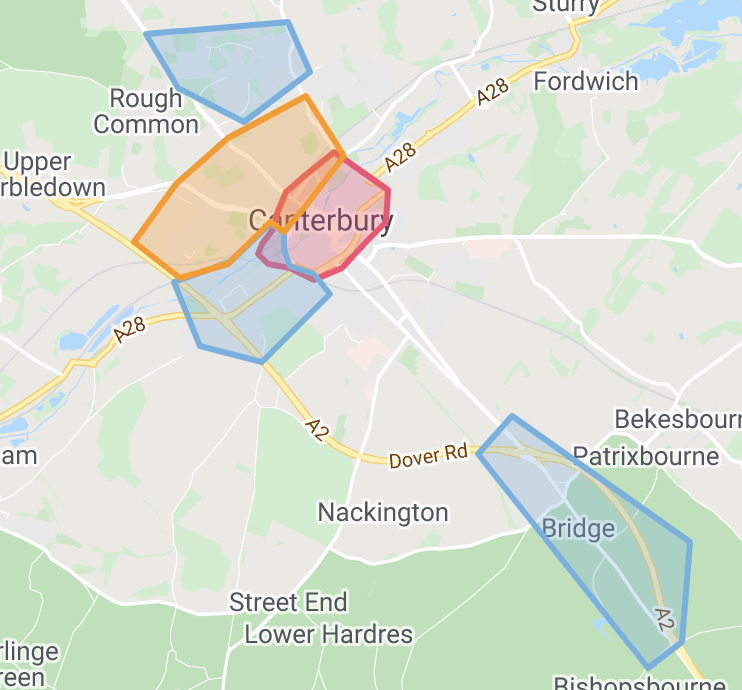 Sturry
Fordwich
A28
Rough
Common
A28
Upper
rbledown
Canterbury
A28
A2
Bekesbourn
Dover Rd
Patrixbourne
am
Nackington
Bridge
Street End
Lower Hardres
A2
rlinge
reen
Bishopsbourne